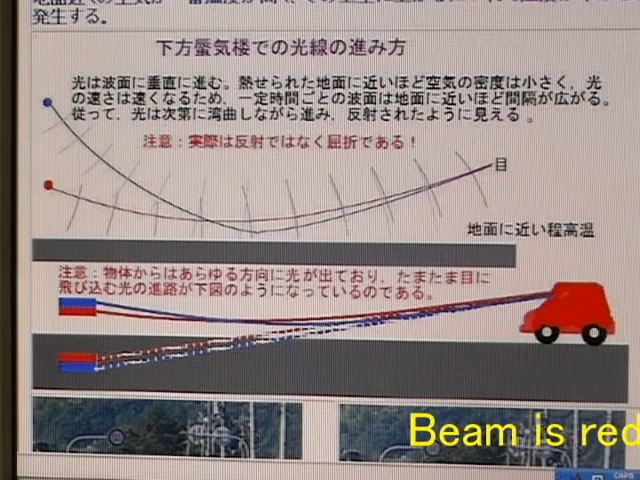 発生する。
下方蜃気楼での光線の進み方
光は波面に垂直に進む。熱せられた地面に近いほど空気の密度は小さく、光
の速さは速くなるため、一定時間ごとの波面は地面に近いほど間隔が広がる。
従って、光は次第に湾曲しながら進み、反射されたように見える 。
注意：実際は反射ではなく屈折である！
目
地面に近い程高温
注意：物体からはあらゆる方向に光が出ており、たまたま目に
飛び込む光の進路が下図のようになっているのである。
Beam is red
CAPS